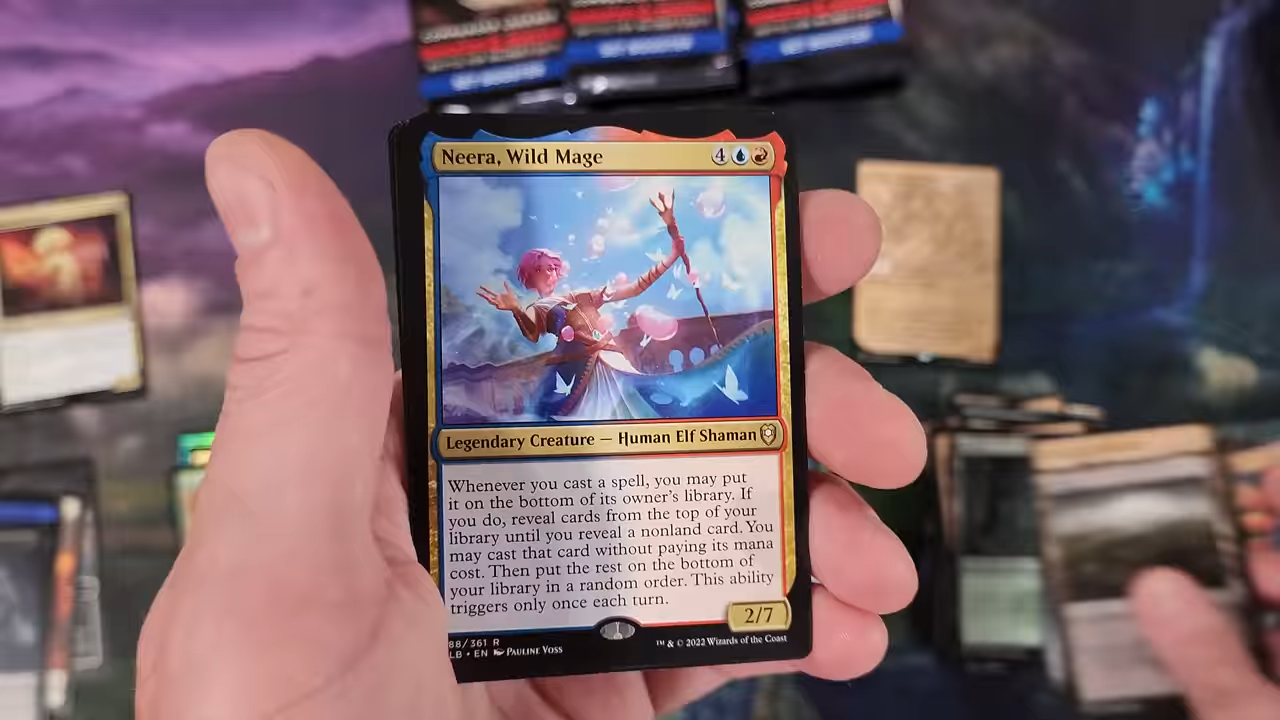 Neera, Wild Mage 4
Legendary Creature — Human Elf Shaman
Whenever you cast a spell, you may put
it on the bottom of its owner's library. If
you do, reveal cards from the top of your
library until you reveal a nonland card. You
may cast that card without paying its mana
cost. Then put the rest on the bottom of
your library in a random order. This ability
triggers only once each turn.
2/7
88/361 R
LB • EN Pauline Voss
™ & © 2022 Wizards of the Coast